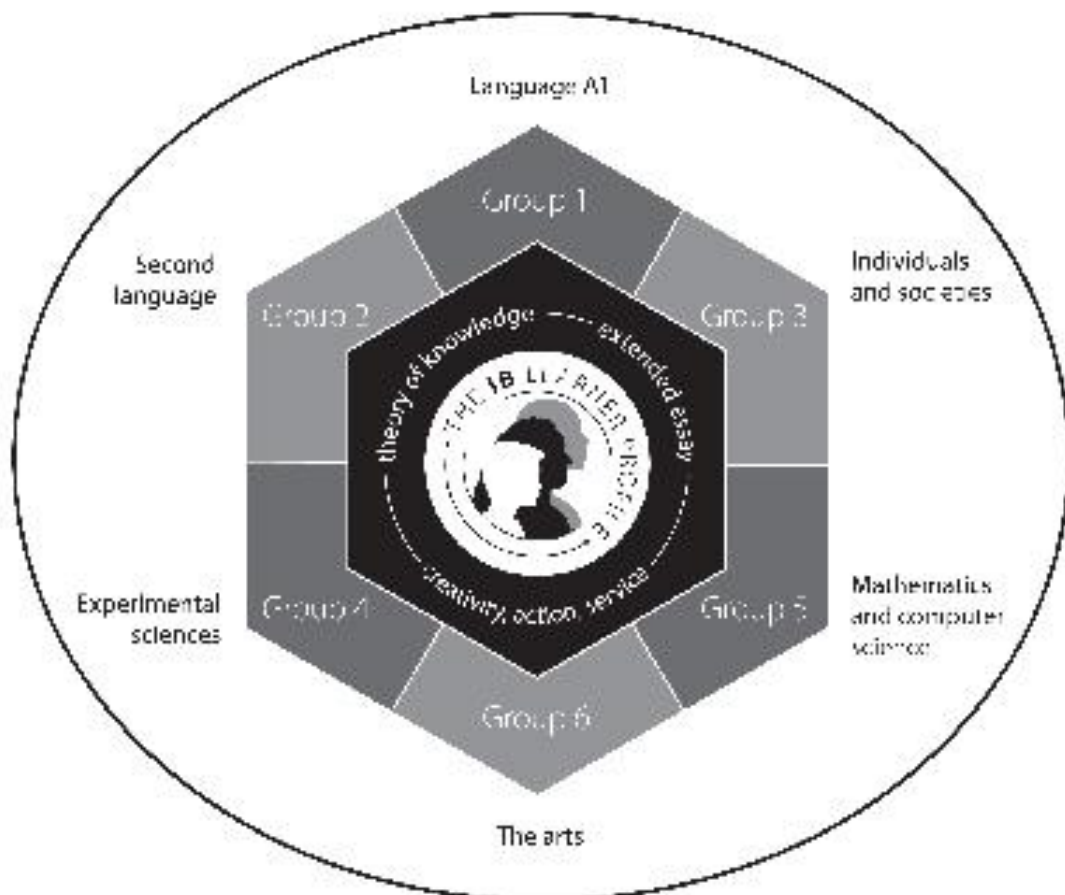 Language A1
Group 1
Second
language
Group 2
Individuals
and societies
Group 3
theory of knowledge
extended essay
THE IB LEARNER PROFILE
creativity, action, service
Experimental
sciences
Group 4
Mathematics
and computer
science
Group 5
Group 6
The arts